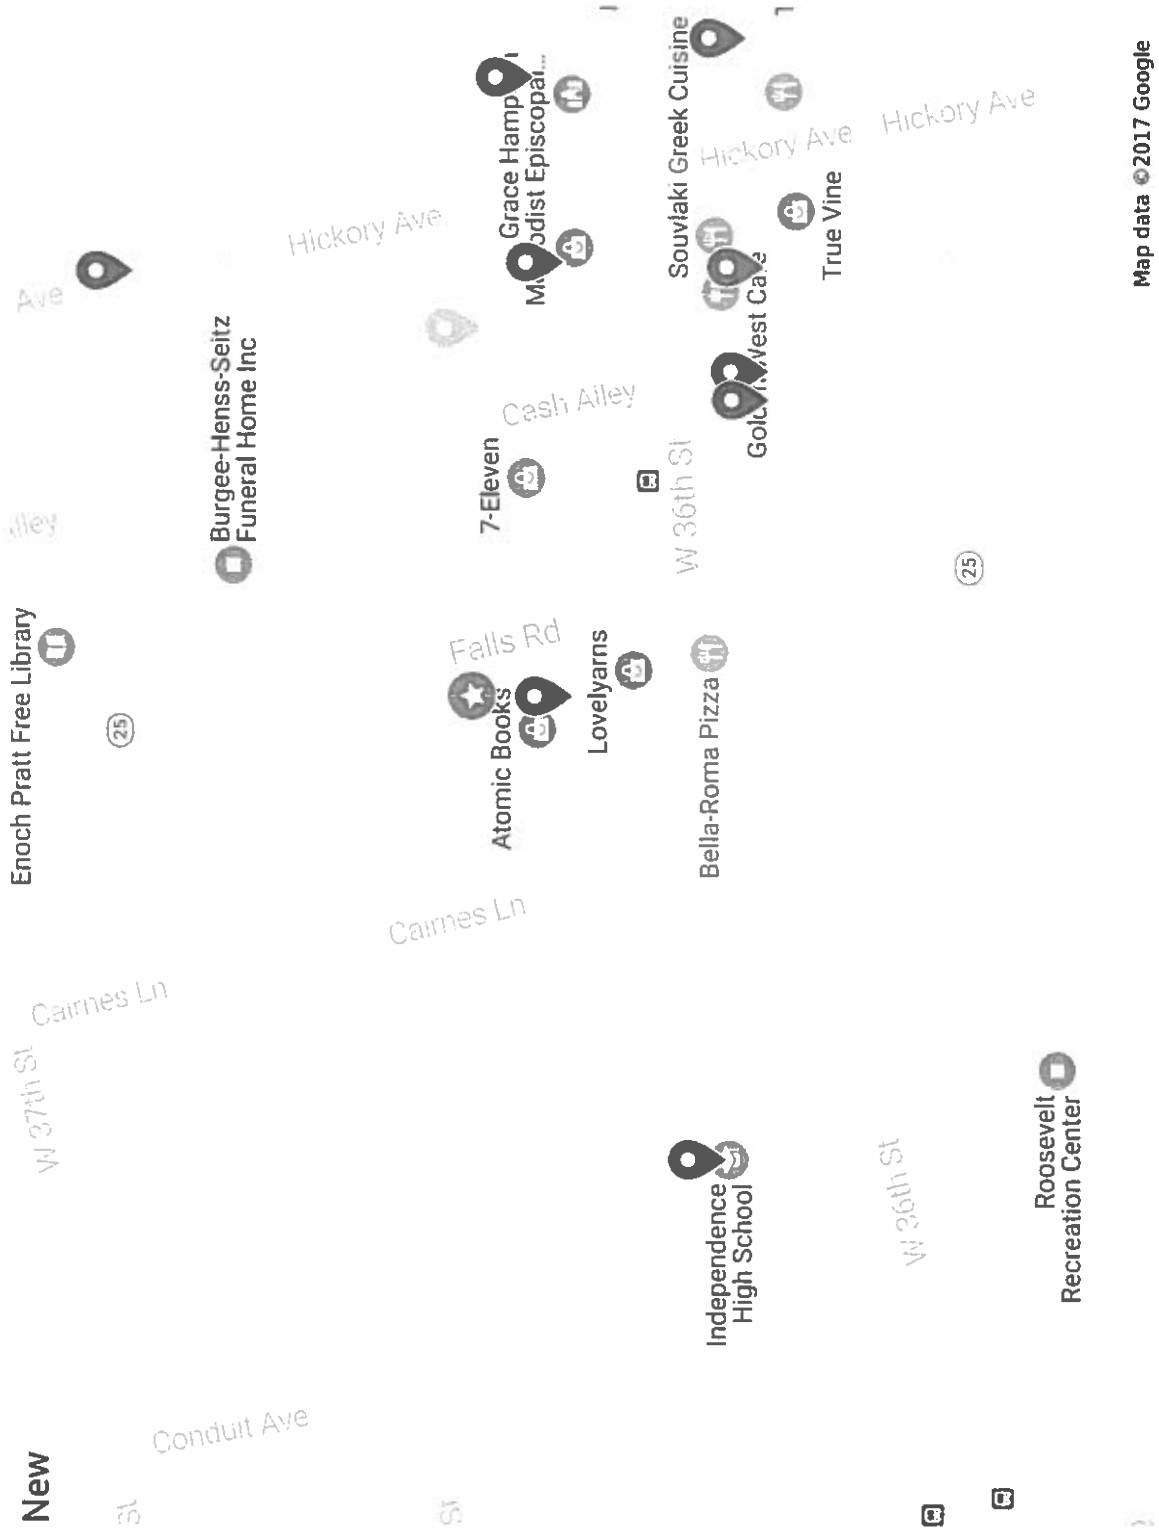 New
Enoch Pratt Free Library
W 37th St
Cairnes Ln
25
Ave
Burgee-Henss-Seitz
Funeral Home Inc
Conduit Ave
St
Hickory Ave
Cairnes Ln
Falls Rd
St
Atomic Books
7-Eleven
Cash Alley
Grace Hamp
odist Episcopal...
Lovelyarns
W 36th St
Souvlaki Greek Cuisine
Bella-Roma Pizza
Independence
High School
West Cafe
Hickory Ave
True Vine
W 36th St
Hickory Ave
25
Roosevelt
Recreation Center
Map data ©2017 Google